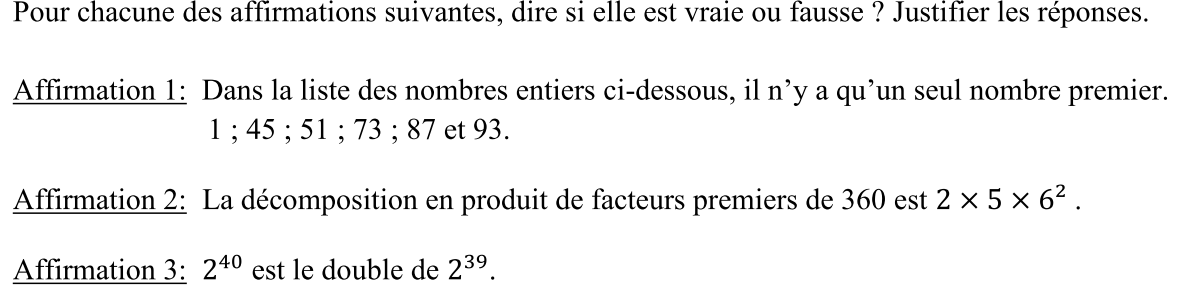 Pour chacune des affirmations suivantes, dire si elle est vraie ou fausse ? Justifier les réponses.
Affirmation 1: Dans la liste des nombres entiers ci-dessous, il n’y a qu’un seul nombre premier.
1 ; 45 ; 51 ; 73 ; 87 et 93.
Affirmation 2: La décomposition en produit de facteurs premiers de 360 est 2 × 5 × 6² .
Affirmation 3: 2⁴⁰ est le double de 2³⁹.